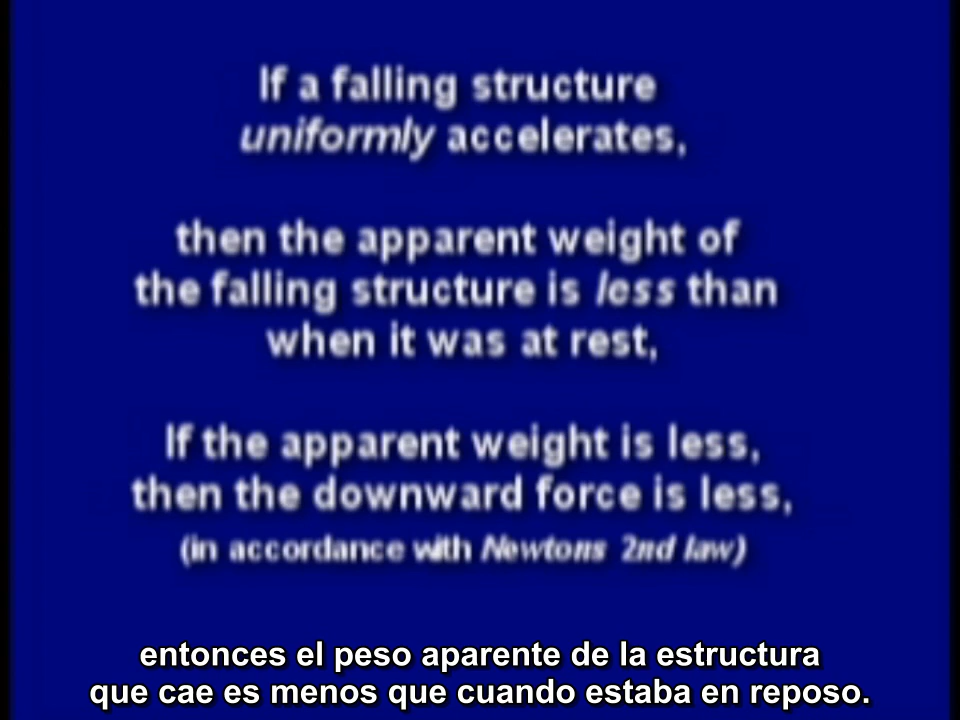 If a falling structure
uniformly accelerates,
then the apparent weight of
the falling structure is less than
when it was at rest,
If the apparent weight is less,
then the downward force is less,
(in accordance with Newtons 2nd law)
entonces el peso aparente de la estructura
que cae es menos que cuando estaba en reposo.